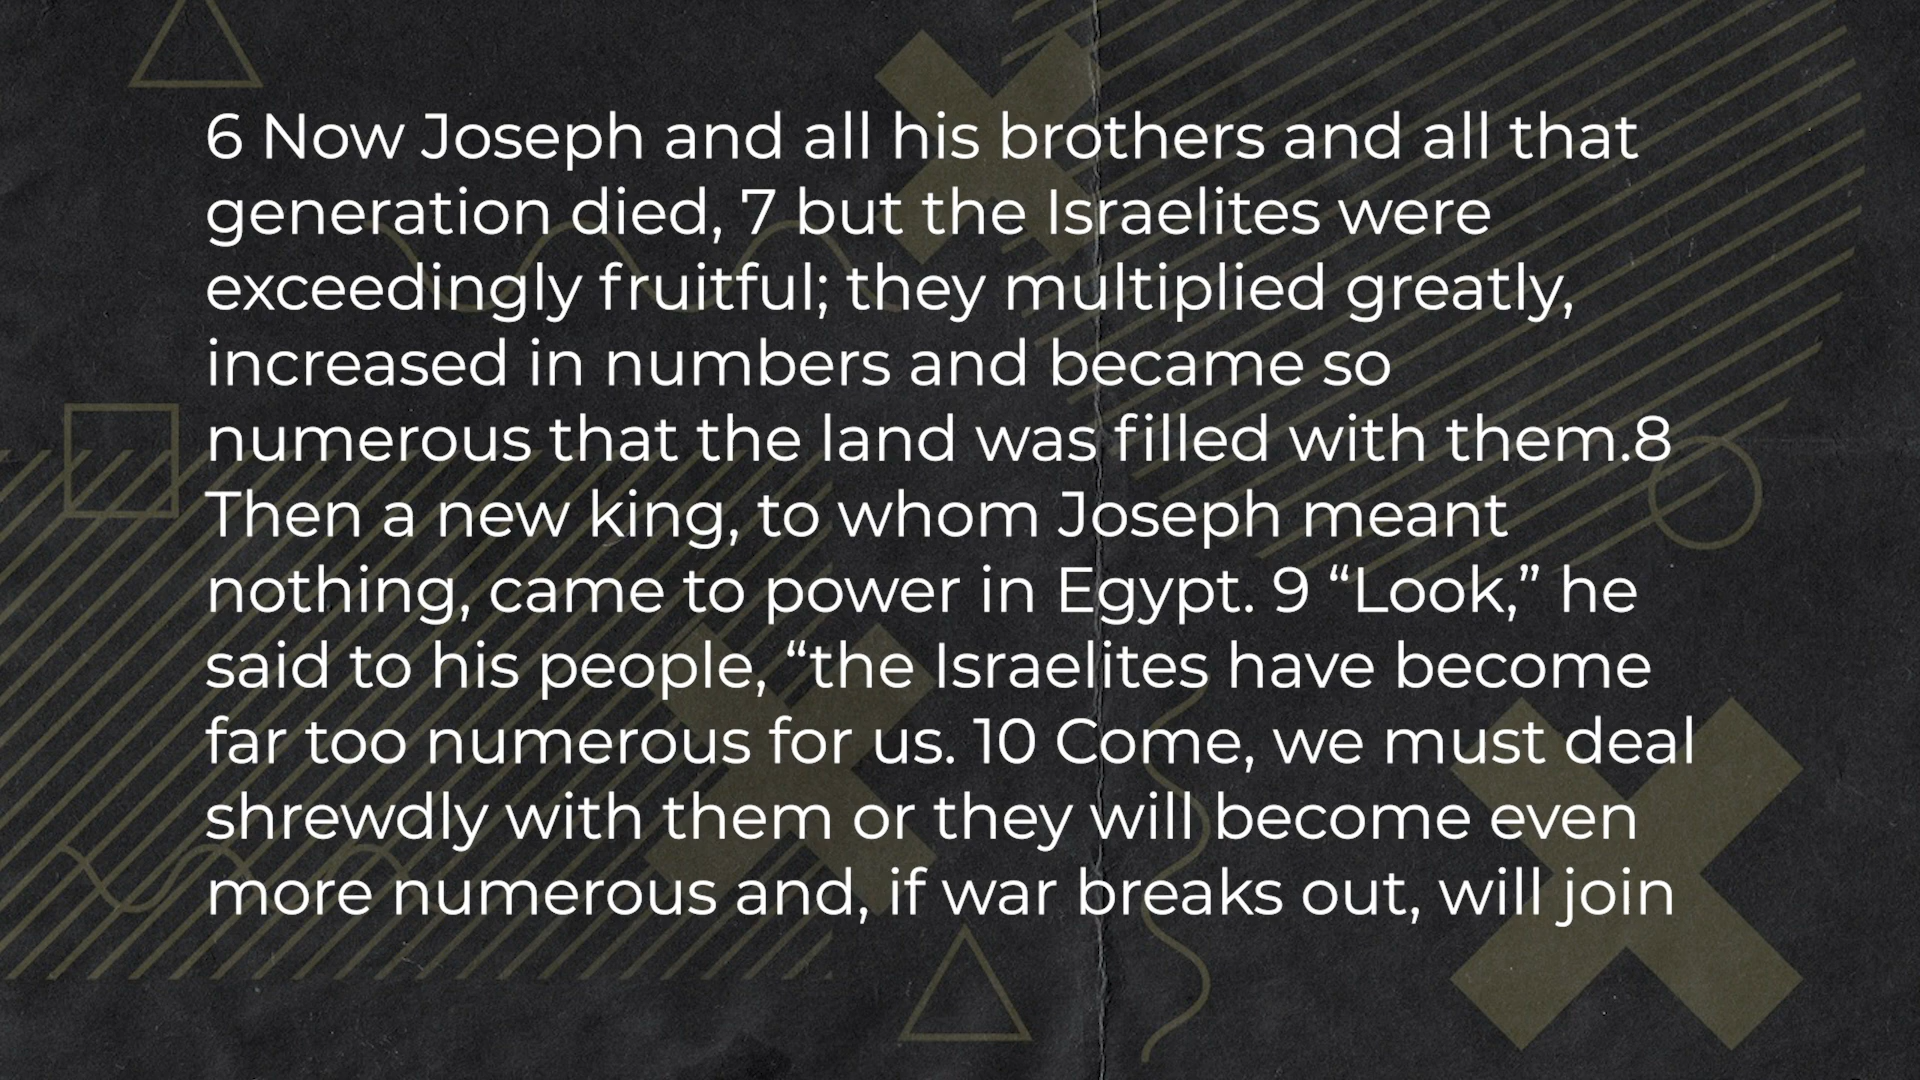 6 Now Joseph and all his brothers and all that
generation died, 7 but the Israelites were
exceedingly fruitful; they multiplied greatly,
increased in numbers and became so
numerous that the land was filled with them.8
Then a new king, to whom Joseph meant
nothing, came to power in Egypt. 9 “Look,” he
said to his people, “the Israelites have become
far too numerous for us. 10 Come, we must deal
shrewdly with them or they will become even
more numerous and, if war breaks out, will join